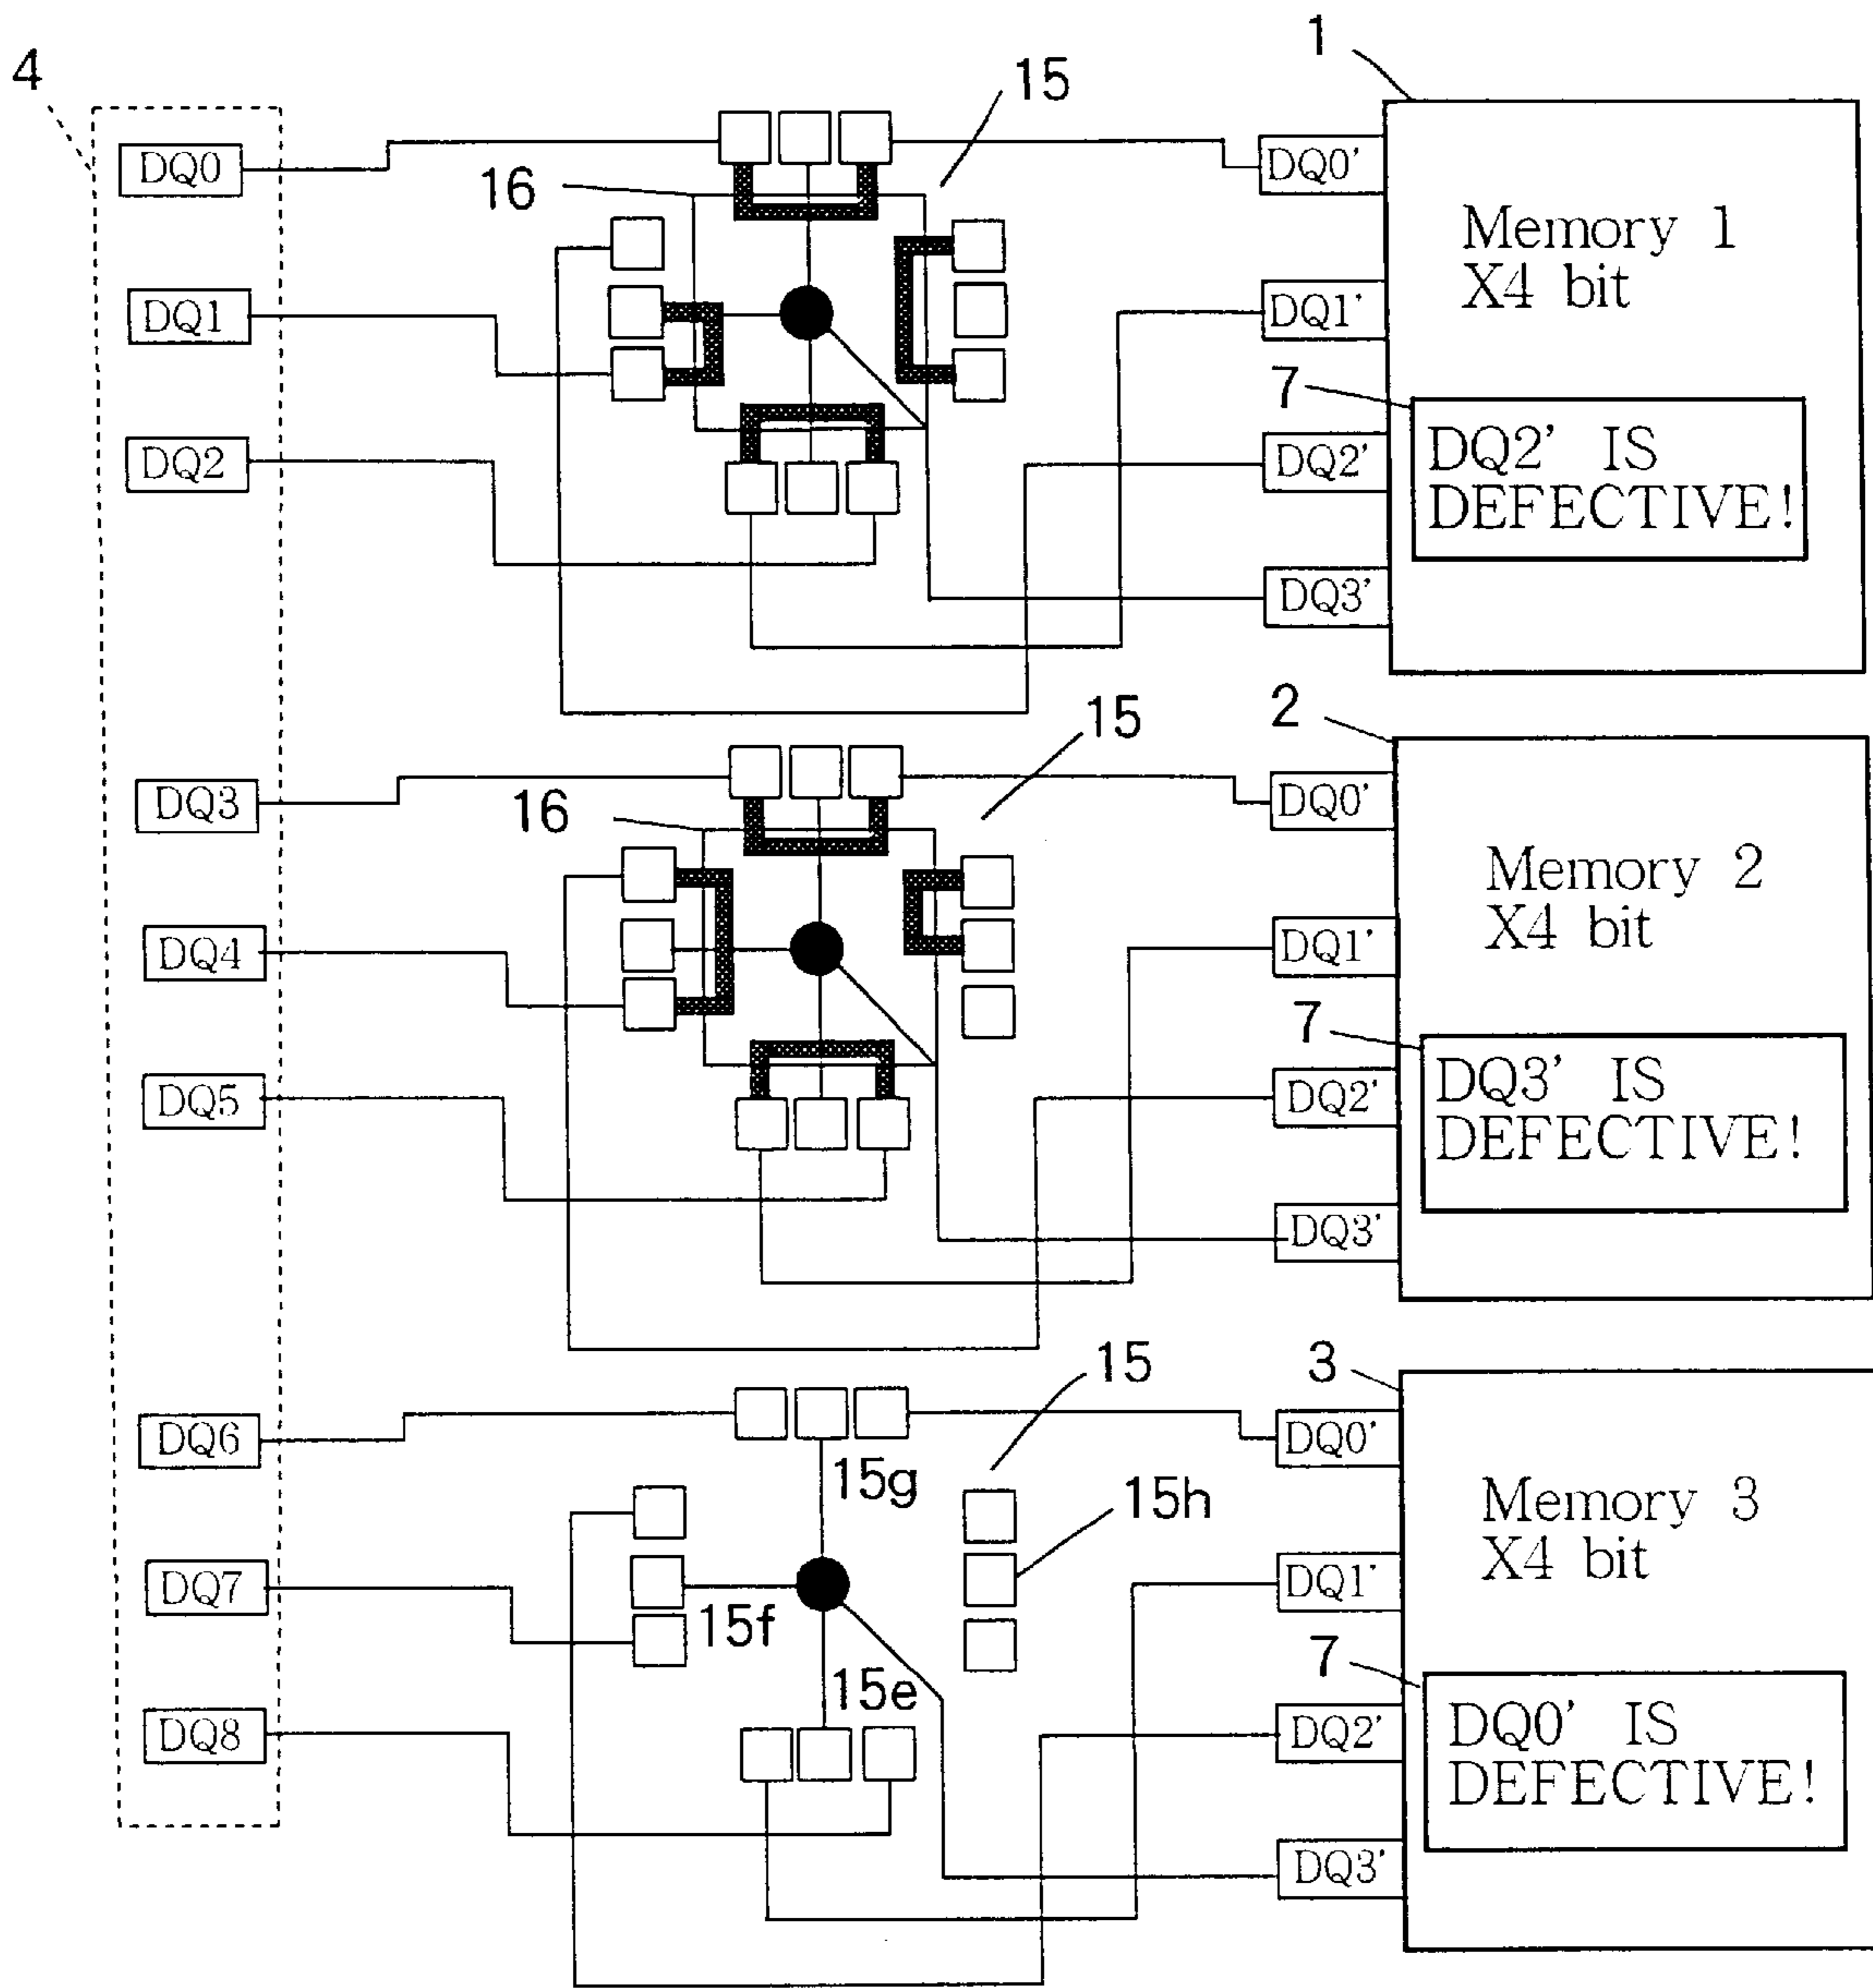 4
1
15
DQ0
DQ0'
16
Memory 1
X4 bit
DQ1
DQ1'
7
DQ2
DQ2'
DQ2' IS
DEFECTIVE!
DQ3'
2
15
DQ3
DQ0'
16
Memory 2
X4 bit
DQ4
DQ1'
7
DQ5
DQ2'
DQ3' IS
DEFECTIVE!
DQ3'
3
15
DQ6
DQ0'
15g
15h
Memory 3
X4 bit
DQ7
DQ1'
15f
7
15e
DQ8
DQ2'
DQ0' IS
DEFECTIVE!
DQ3'